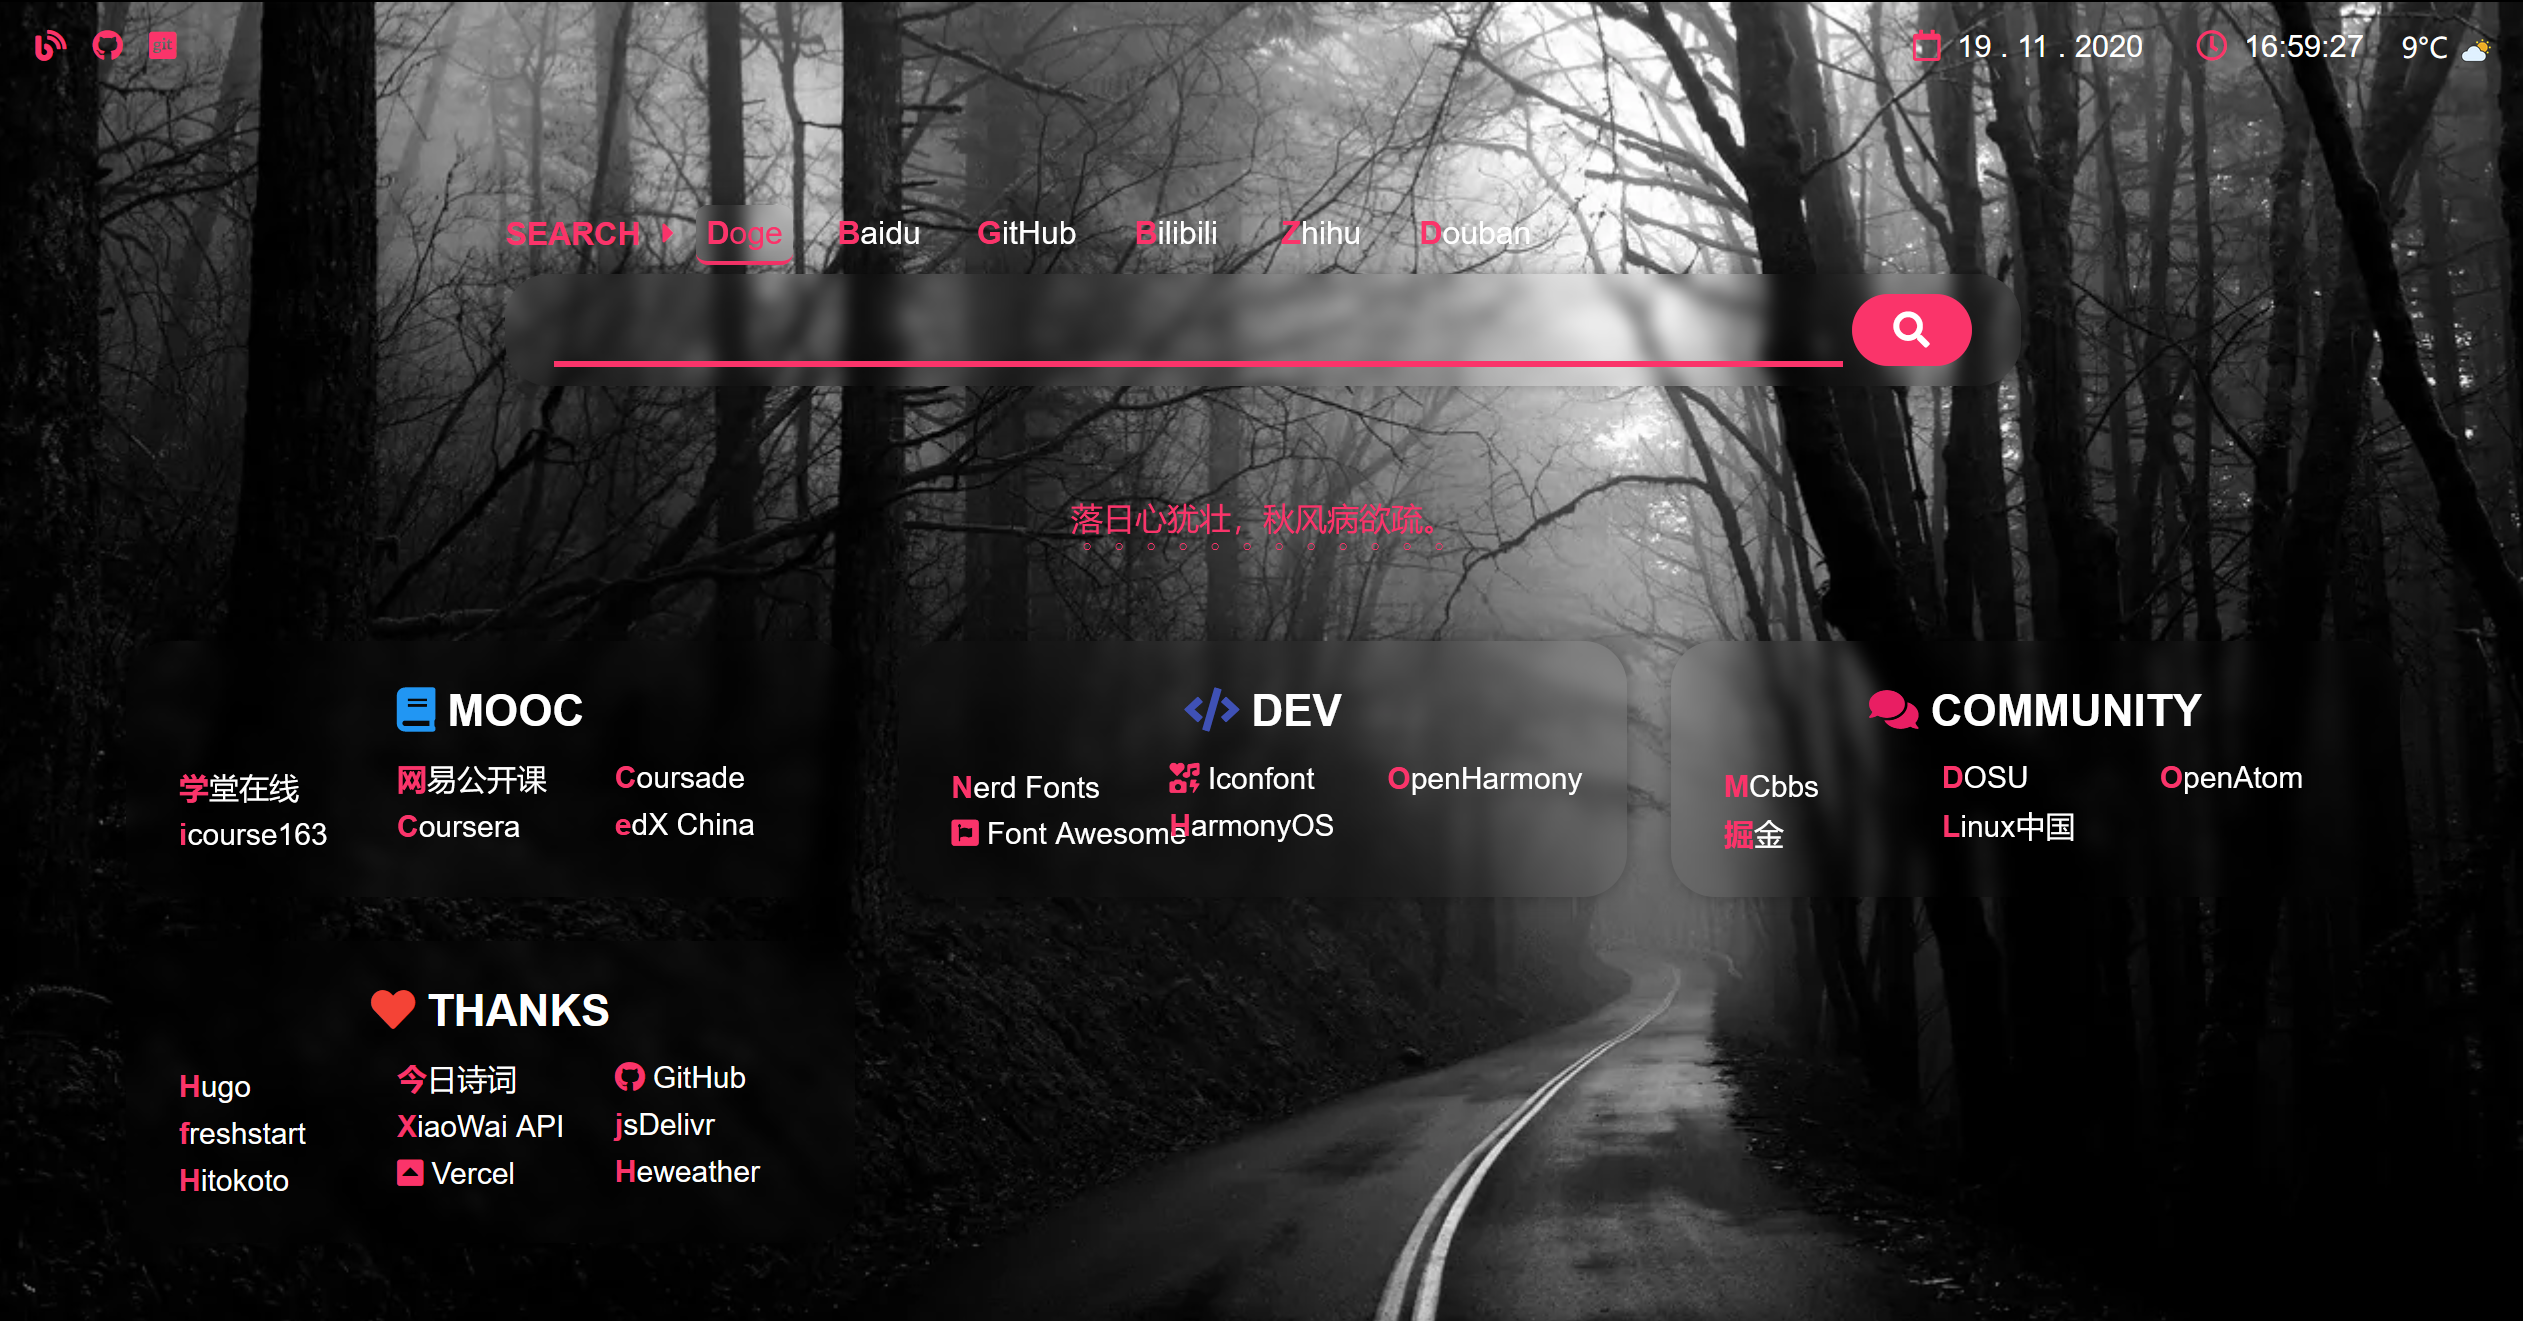 git
19 . 11 . 2020
16:59:27
9°C
SEARCH Doge Baidu GitHub Bilibili Zhihu Douban
落日心犹壮，秋风病欲疏。
MOOC
学堂在线 网易公开课 Coursade
icourse163 Coursera edX China
DEV
Nerd Fonts Iconfont OpenHarmony
Font Awesome HarmonyOS
COMMUNITY
MCbbs DOSU OpenAtom
掘金 Linux中国
THANKS
Hugo 今日诗词 GitHub
freshstart XiaoWai API jsDelivr
Hitokoto Vercel Heweather